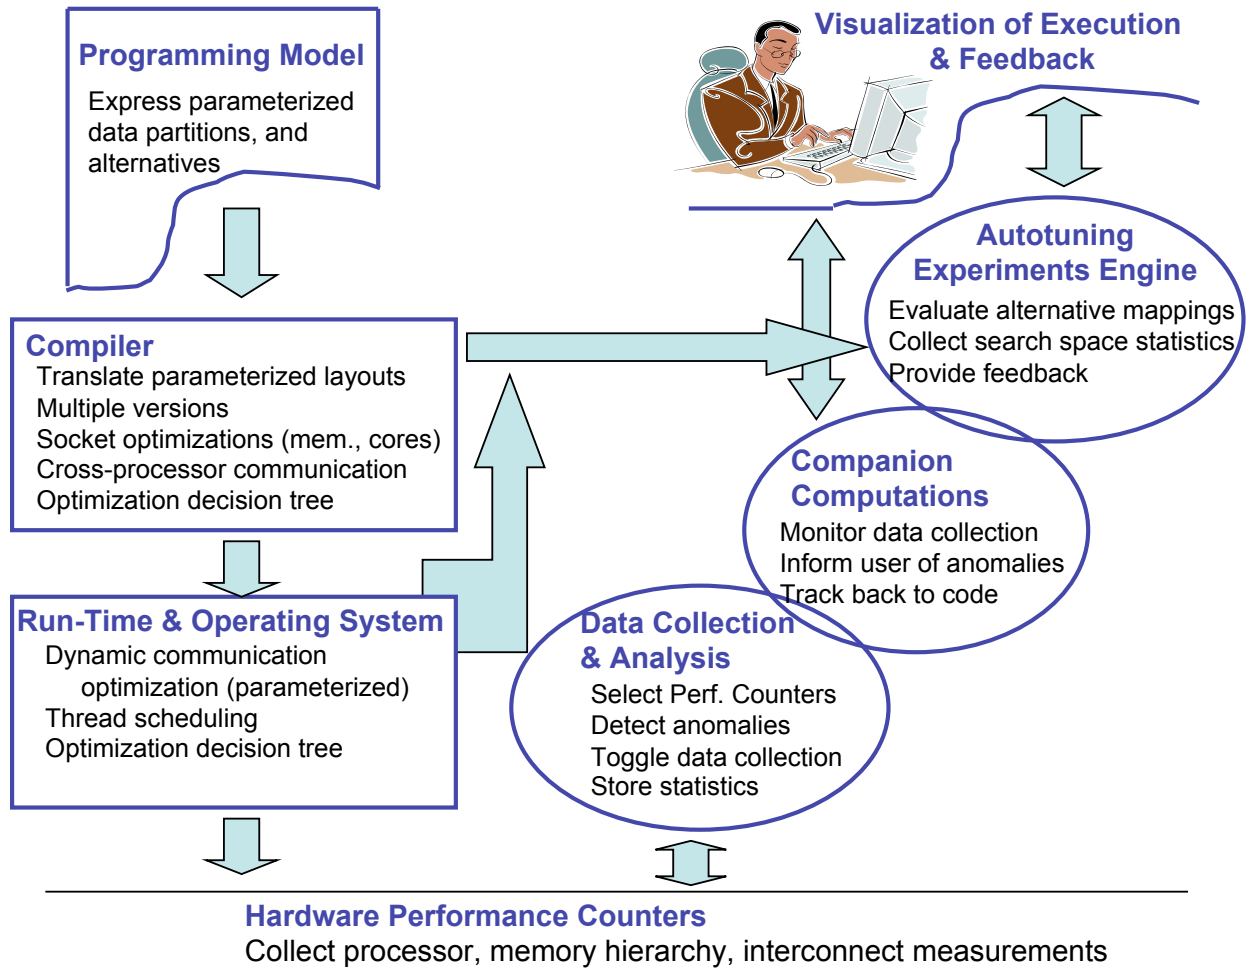 Programming Model
Express parameterized
data partitions, and
alternatives
Visualization of Execution
& Feedback
Autotuning
Experiments Engine
Evaluate alternative mappings
Collect search space statistics
Provide feedback
Compiler
Translate parameterized layouts
Multiple versions
Socket optimizations (mem., cores)
Cross-processor communication
Optimization decision tree
Companion
Computations
Monitor data collection
Inform user of anomalies
Track back to code
Run-Time & Operating System
Dynamic communication
optimization (parameterized)
Thread scheduling
Optimization decision tree
Data Collection
& Analysis
Select Perf. Counters
Detect anomalies
Toggle data collection
Store statistics
Hardware Performance Counters
Collect processor, memory hierarchy, interconnect measurements